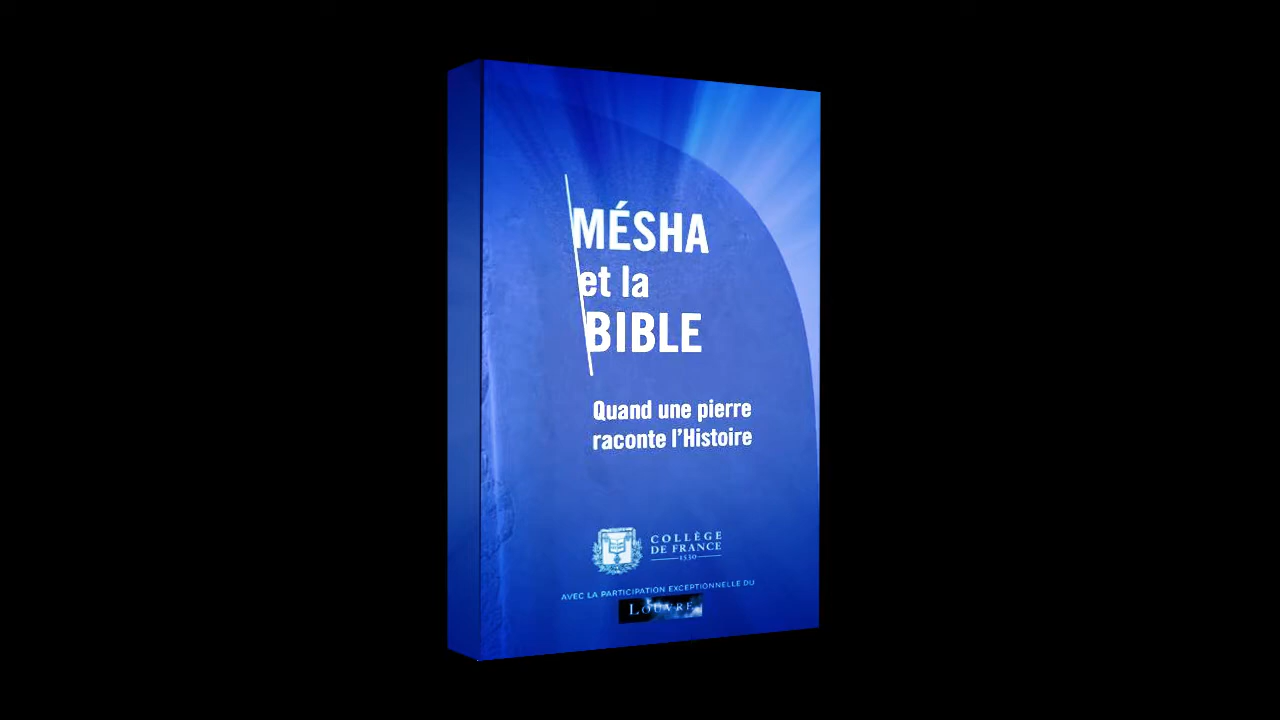 MÉSHA
et la
BIBLE
Quand une pierre
raconte l'Histoire
COLLÈGE
DE FRANCE
1530
AVEC LA PARTICIPATION EXCEPTIONNELLE DU
LOUVRE